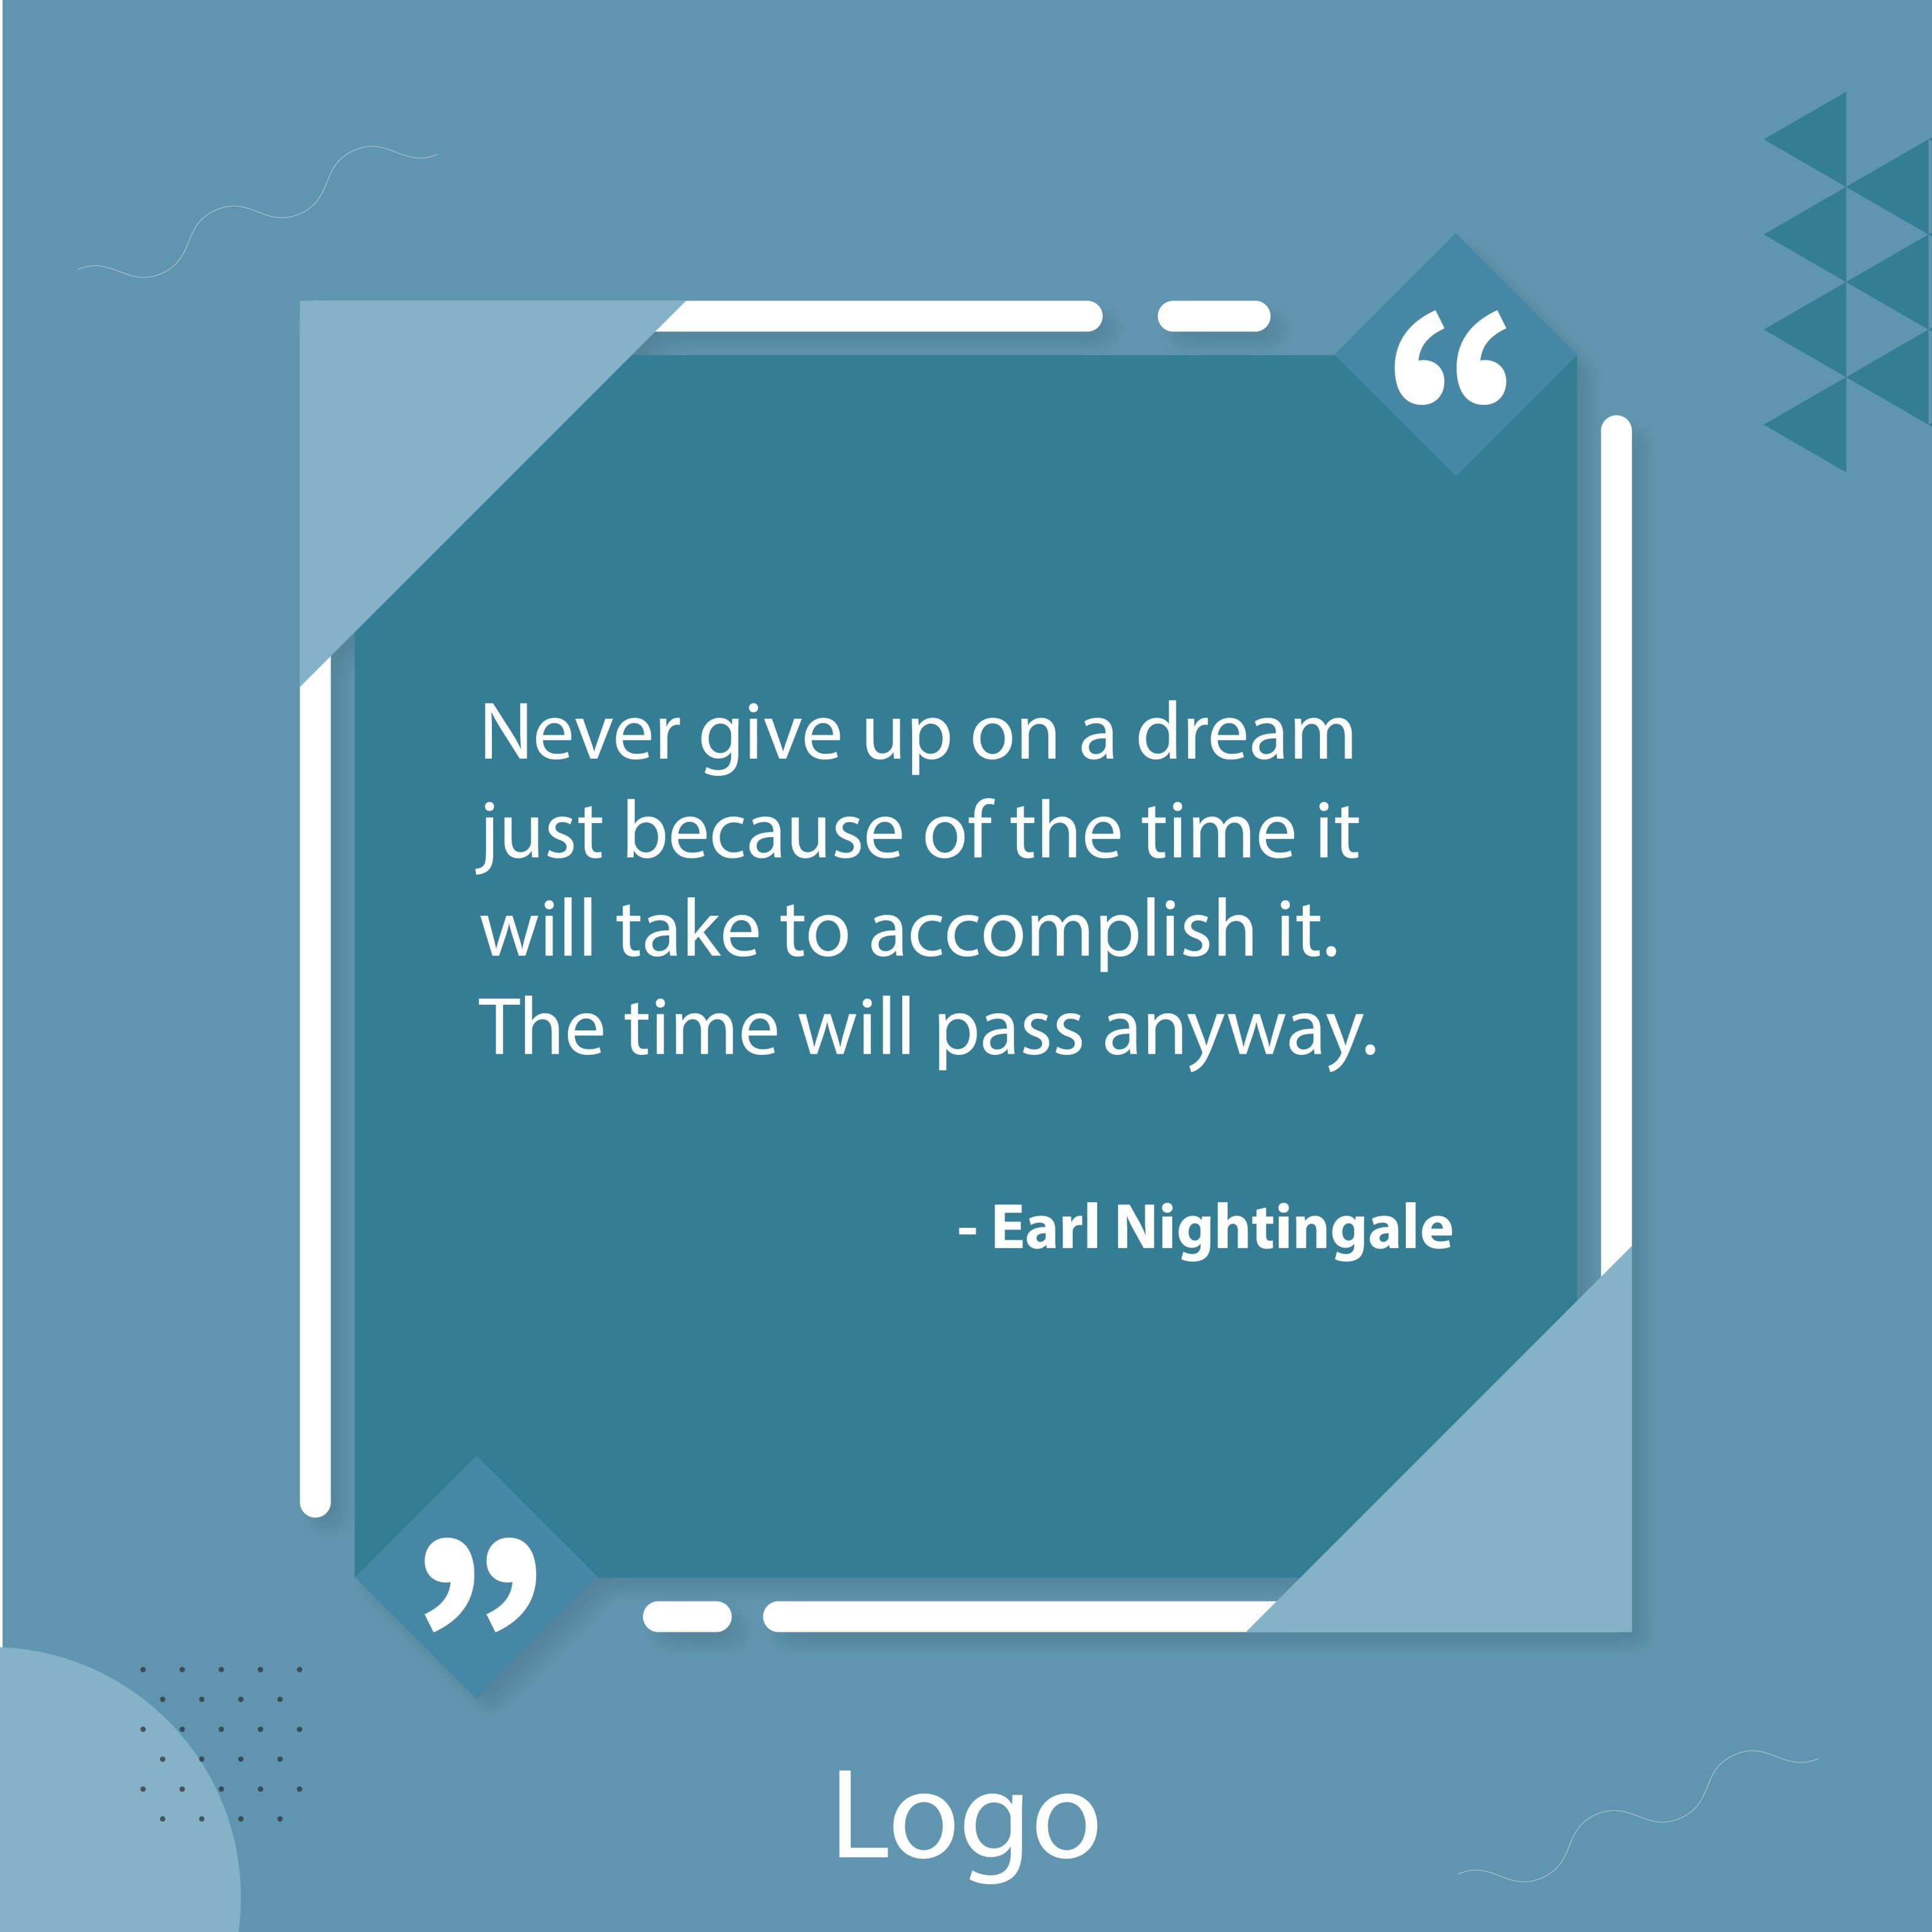 “
Never give up on a dream
just because of the time it
will take to accomplish it.
The time will pass anyway.
- Earl Nightingale
”
Logo